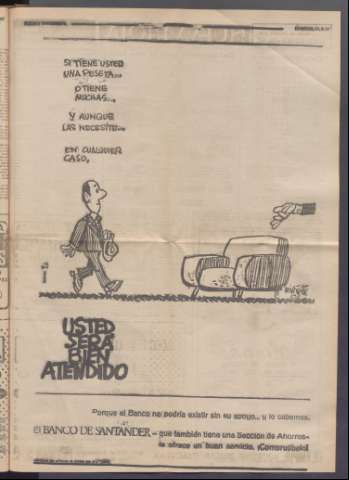 SI TIENE USTED
UNA PESETA...
O TIENE
MUCHAS...,
Y AUNQUE
LAS NECESITE...
EN CUALQUIER
CASO,
USTED
SERA
BIEN
ATENDIDO
Porque el Banco no podría existir sin su apoyo... y lo sabemos.
El BANCO DE SANTANDER – que también tiene una Sección de Ahorros–
le ofrece un buen servicio. ¡Compruébelo!